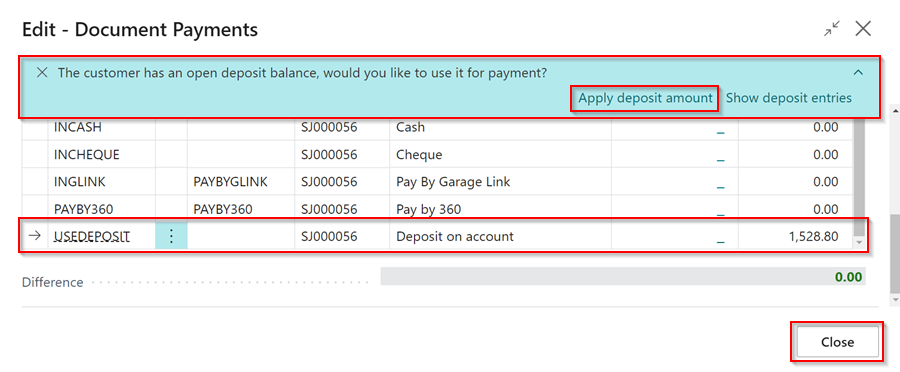 Edit - Document Payments
The customer has an open deposit balance, would you like to use it for payment?
Apply deposit amount Show deposit entries
INCASH SJ000056 Cash _ 0.00
INCHEQUE SJ000056 Cheque _ 0.00
INGLINK PAYBYGLINK SJ000056 Pay By Garage Link _ 0.00
PAYBY360 PAYBY360 SJ000056 Pay by 360 _ 0.00
USEDEPOSIT SJ000056 Deposit on account _ 1,528.80
Difference 0.00
Close